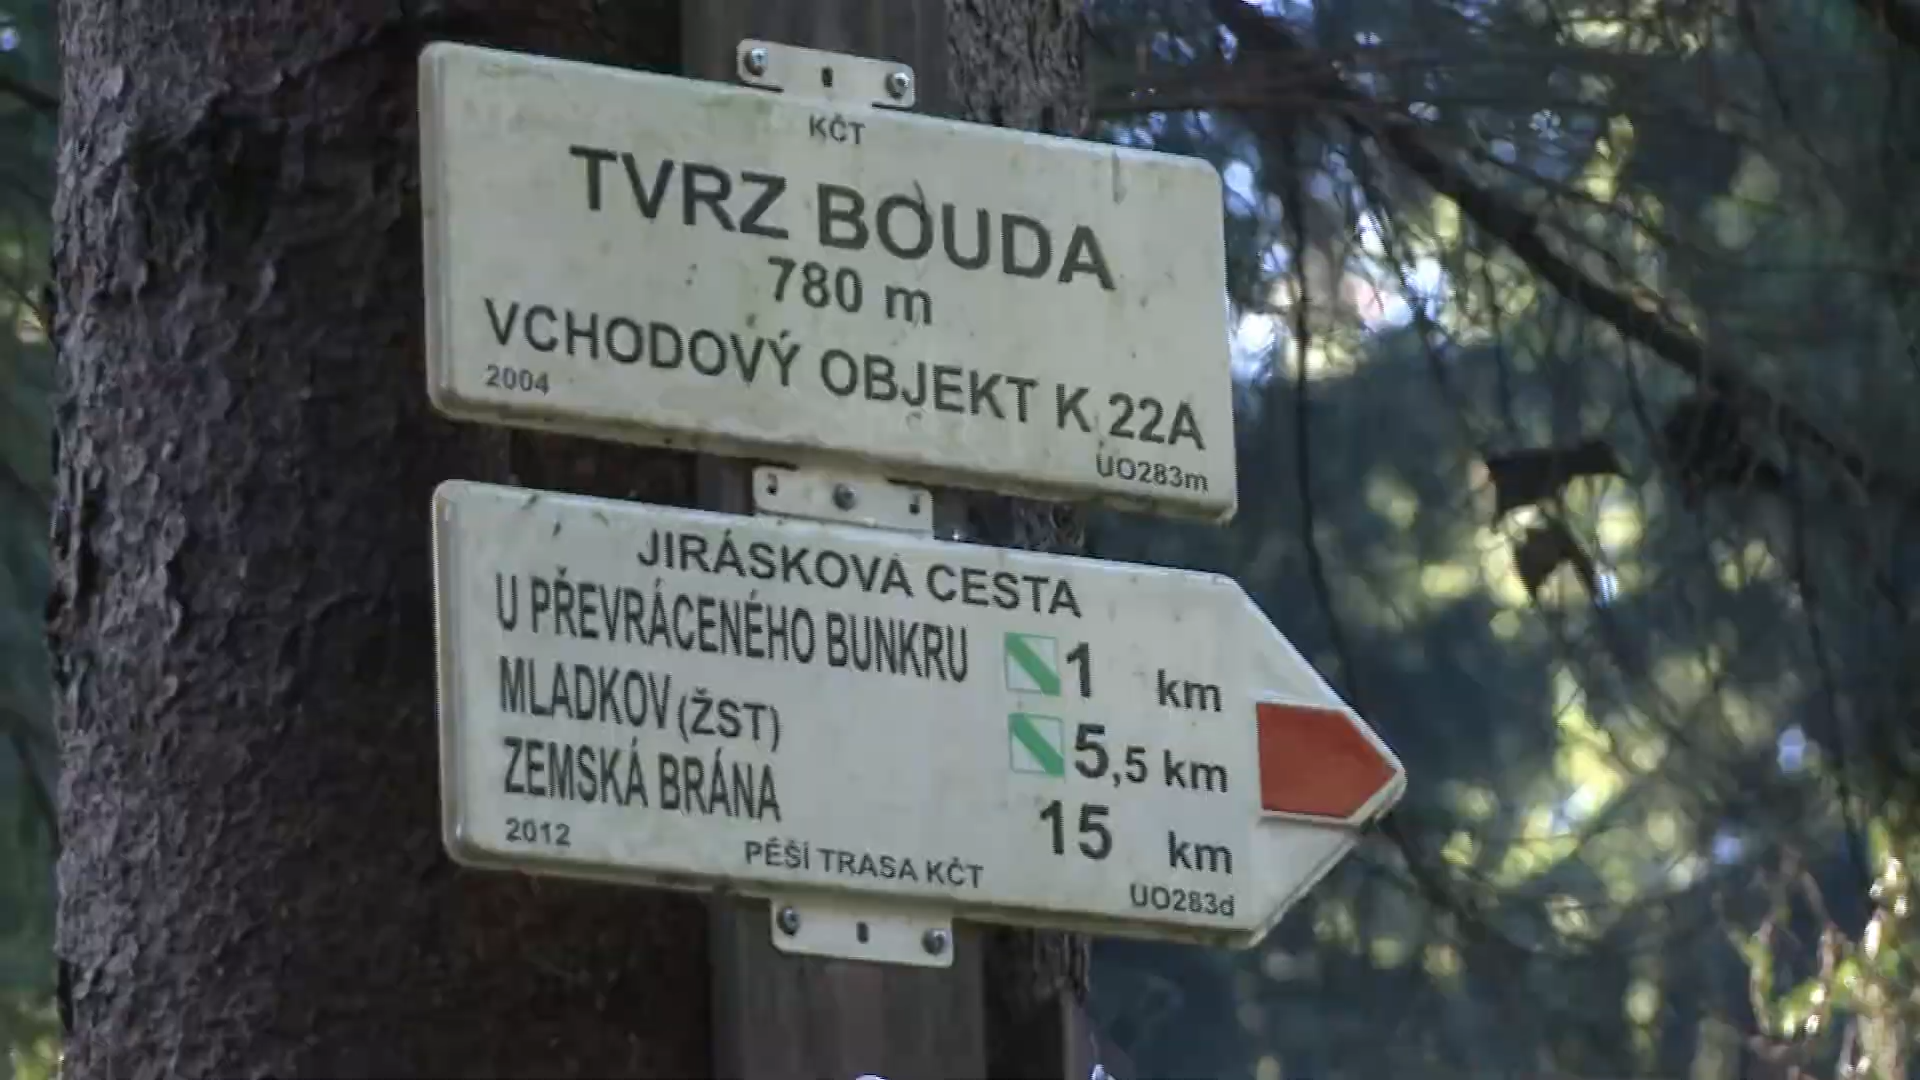 KČT
TVRZ BOUDA
780 m
VCHODOVÝ OBJEKT K 22A
2004
UO283m
JIRÁSKOVA CESTA
U PŘEVRÁCENÉHO BUNKRU 1 km
MLADKOV (ŽST) 5,5 km
ZEMSKÁ BRÁNA 15 km
2012 PĚŠÍ TRASA KČT UO283d